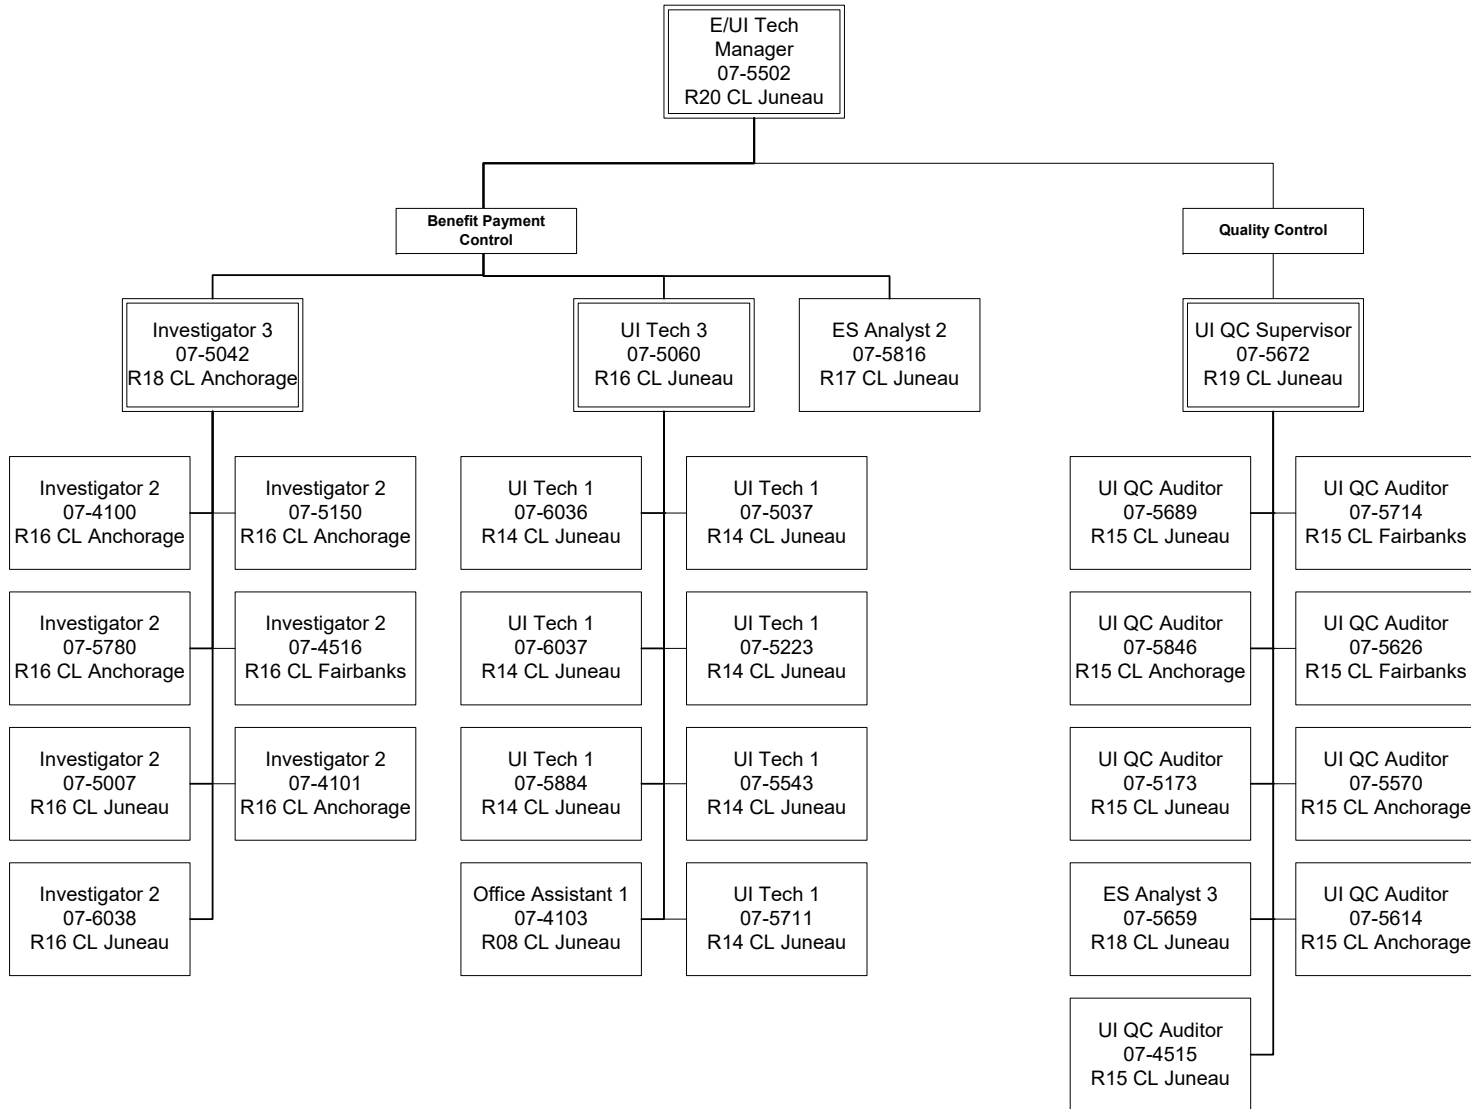 E/UI Tech
Manager
07-5502
R20 CL Juneau
Benefit Payment
Control
Quality Control
Investigator 3
07-5042
R18 CL Anchorage
UI Tech 3
07-5060
R16 CL Juneau
ES Analyst 2
07-5816
R17 CL Juneau
UI QC Supervisor
07-5672
R19 CL Juneau
Investigator 2
07-4100
R16 CL Anchorage
Investigator 2
07-5150
R16 CL Anchorage
UI Tech 1
07-6036
R14 CL Juneau
UI Tech 1
07-5037
R14 CL Juneau
UI QC Auditor
07-5689
R15 CL Juneau
UI QC Auditor
07-5714
R15 CL Fairbanks
Investigator 2
07-5780
R16 CL Anchorage
Investigator 2
07-4516
R16 CL Fairbanks
UI Tech 1
07-6037
R14 CL Juneau
UI Tech 1
07-5223
R14 CL Juneau
UI QC Auditor
07-5846
R15 CL Anchorage
UI QC Auditor
07-5626
R15 CL Fairbanks
Investigator 2
07-5007
R16 CL Juneau
Investigator 2
07-4101
R16 CL Anchorage
UI Tech 1
07-5884
R14 CL Juneau
UI Tech 1
07-5543
R14 CL Juneau
UI QC Auditor
07-5173
R15 CL Juneau
UI QC Auditor
07-5570
R15 CL Anchorage
Investigator 2
07-6038
R16 CL Juneau
Office Assistant 1
07-4103
R08 CL Juneau
UI Tech 1
07-5711
R14 CL Juneau
ES Analyst 3
07-5659
R18 CL Juneau
UI QC Auditor
07-5614
R15 CL Anchorage
UI QC Auditor
07-4515
R15 CL Juneau